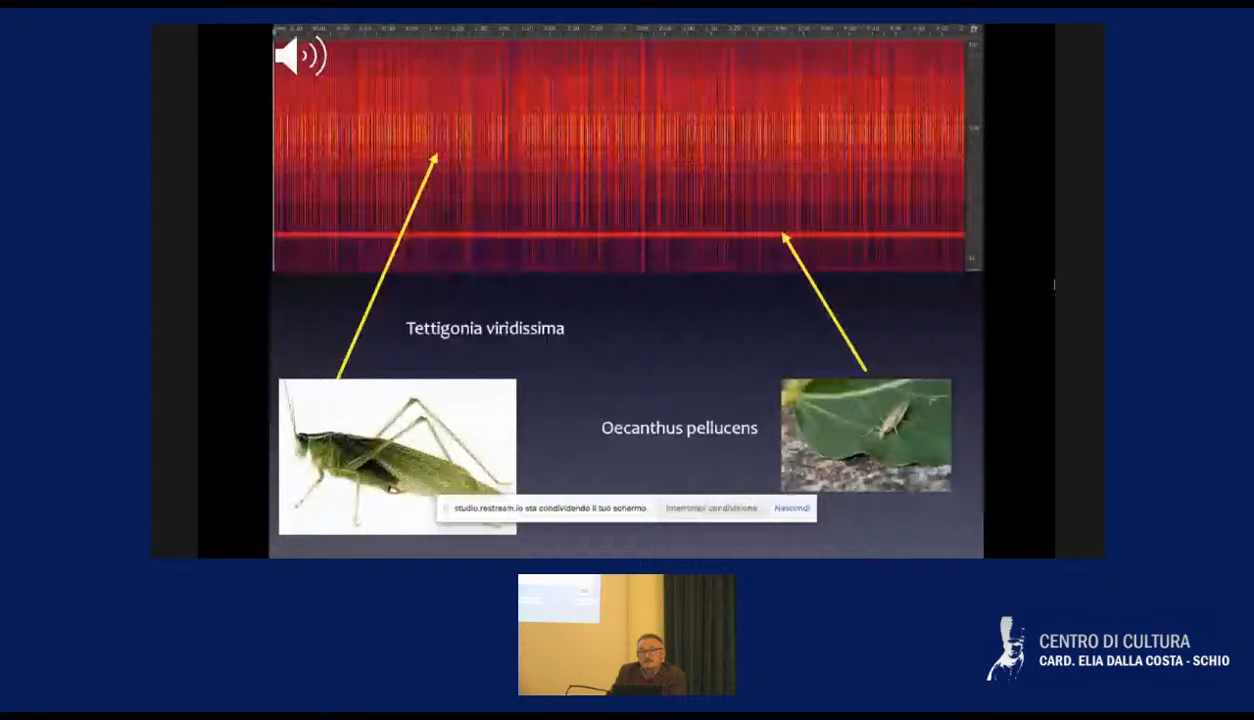 Tettigonia viridissima
Oecanthus pellucens
studio.restream.io sta condividendo il tuo schermo
Interrompi condivisione
Nascondi
CENTRO DI CULTURA
CARD. ELIA DALLA COSTA - SCHIO